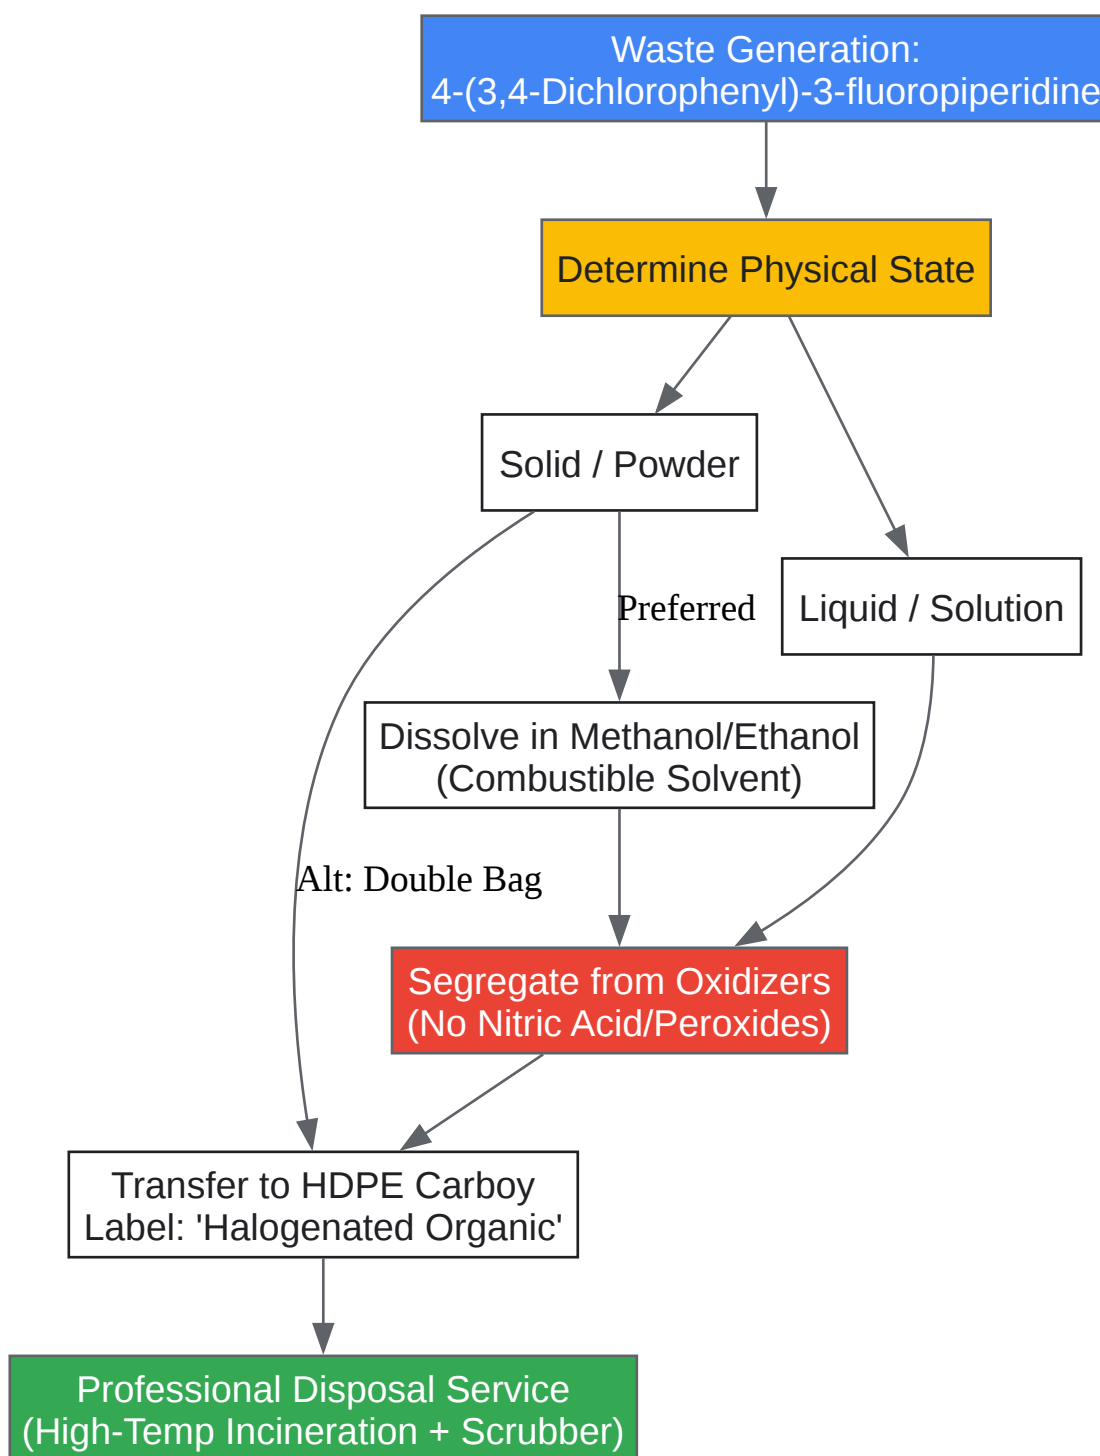 Waste Generation:
4-(3,4-Dichlorophenyl)-3-fluoropiperidine
Determine Physical State
Solid / Powder
Liquid / Solution
Preferred
Dissolve in Methanol/Ethanol
(Combustible Solvent)
Alt: Double Bag
Segregate from Oxidizers
(No Nitric Acid/Peroxides)
Transfer to HDPE Carboy
Label: 'Halogenated Organic'
Professional Disposal Service
(High-Temp Incineration + Scrubber)